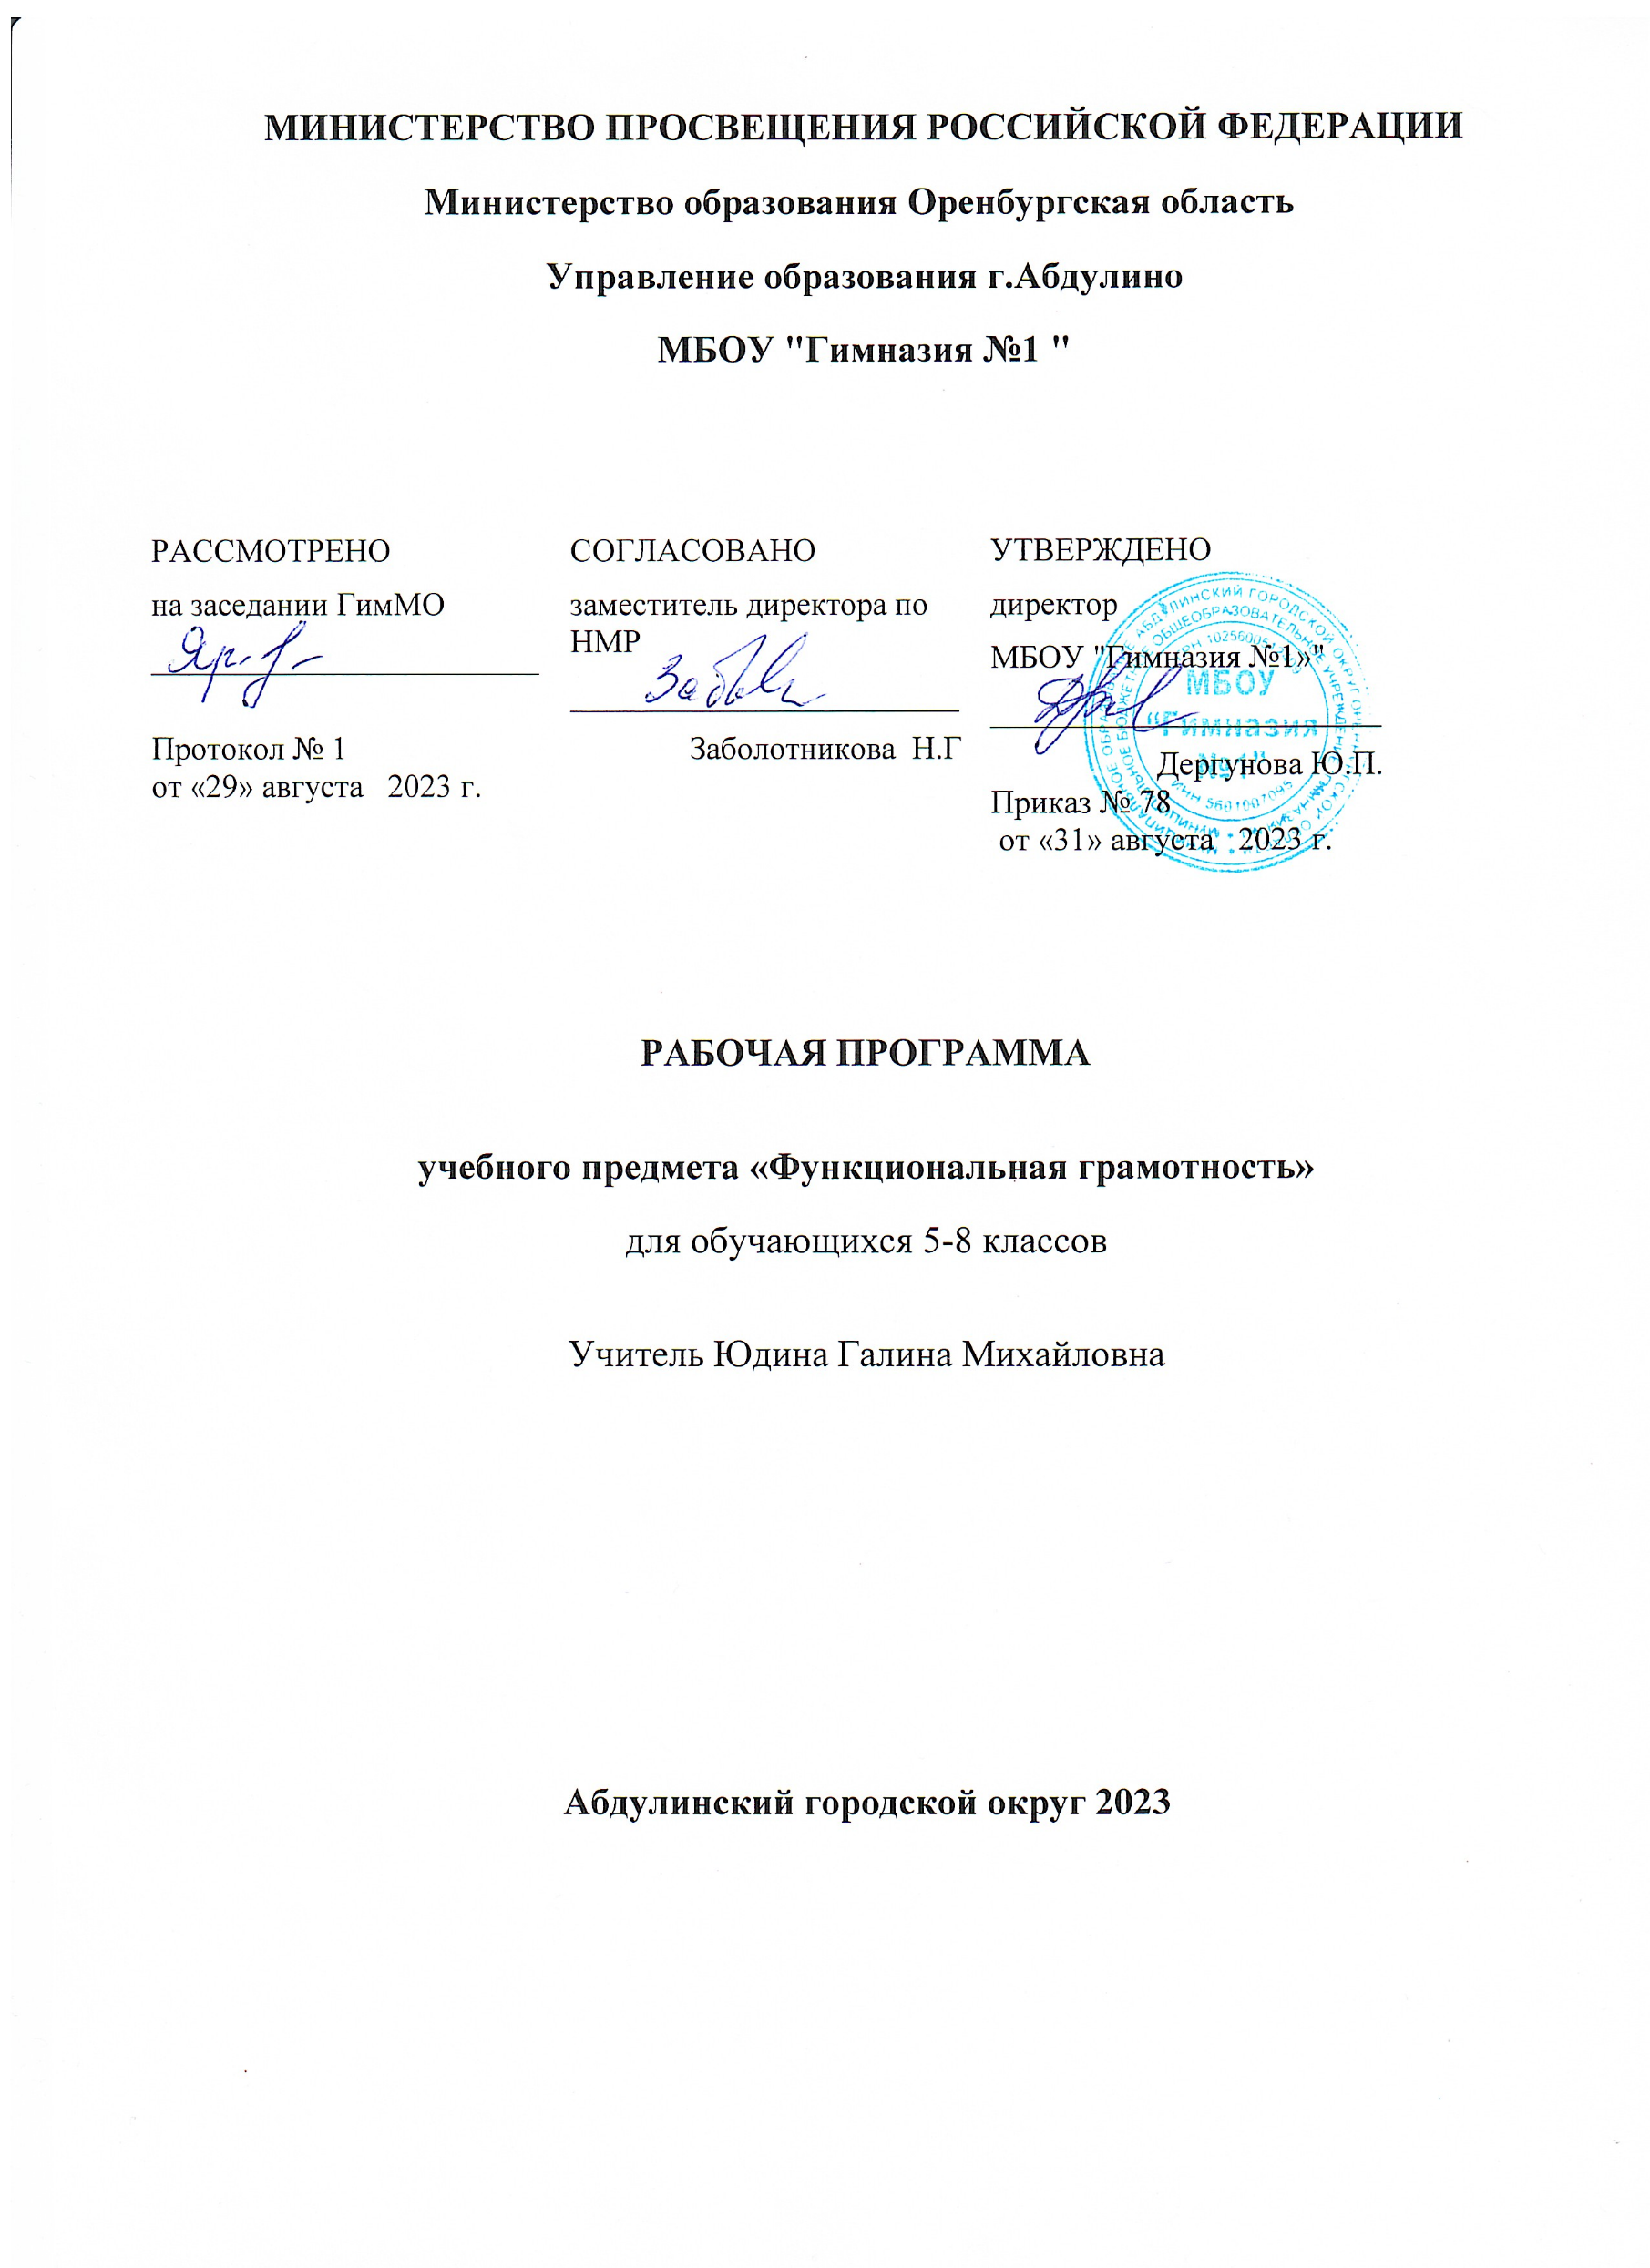 МИНИСТЕРСТВО ПРОСВЕЩЕНИЯ РОССИЙСКОЙ ФЕДЕРАЦИИ
Министерство образования Оренбургская область
Управление образования г.Абдулино
МБОУ "Гимназия №1 "
РАССМОТРЕНО
на заседании ГимМО
Протокол № 1
от «29» августа 2023 г.
СОГЛАСОВАНО
заместитель директора по
НМР
Заболотникова Н.Г
УТВЕРЖДЕНО
директор
МБОУ "Гимназия №1»"
Дергунова Ю.П.
Приказ № 78
от «31» августа 2023 г.
МБОУ
"Гимназия
№1"
РАБОЧАЯ ПРОГРАММА
учебного предмета «Функциональная грамотность»
для обучающихся 5-8 классов
Учитель Юдина Галина Михайловна
Абдулинский городской округ 2023